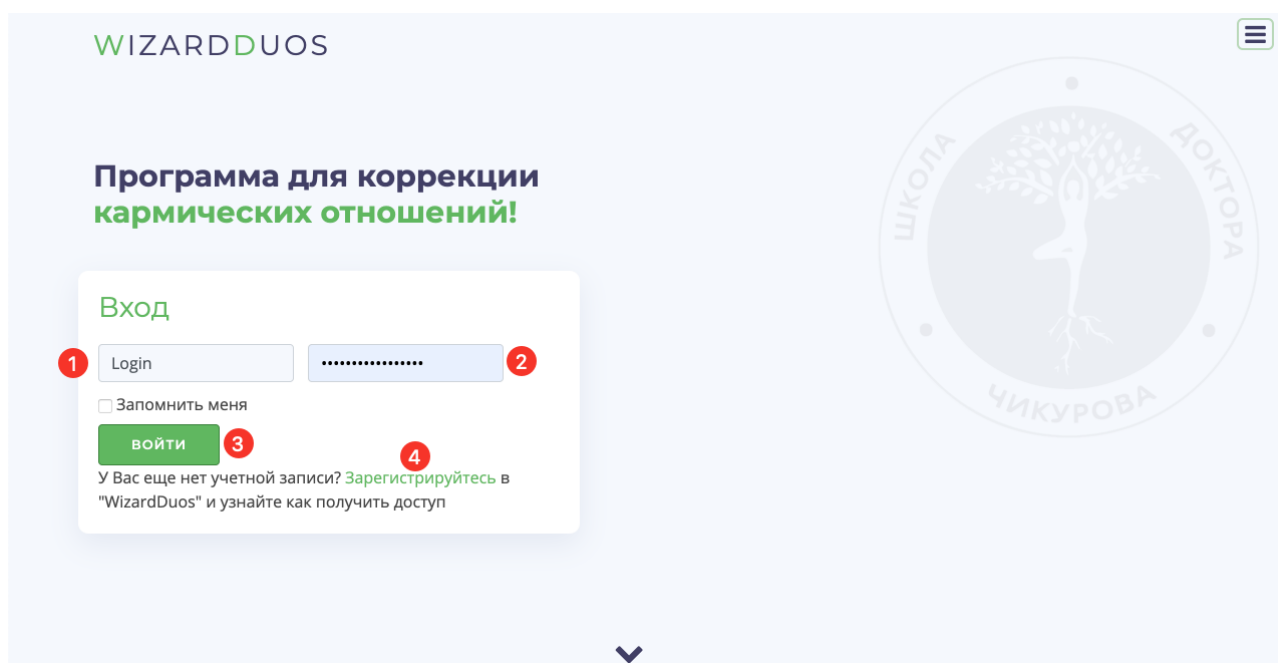 WIZARDDUOS
ШКОЛА ДОКТОРА ЧИКУРОВА
Программа для коррекции
кармических отношений!
Вход
1 Login ················· 2
Запомнить меня
ВОЙТИ 3
4
У Вас еще нет учетной записи? Зарегистрируйтесь в
"WizardDuos" и узнайте как получить доступ